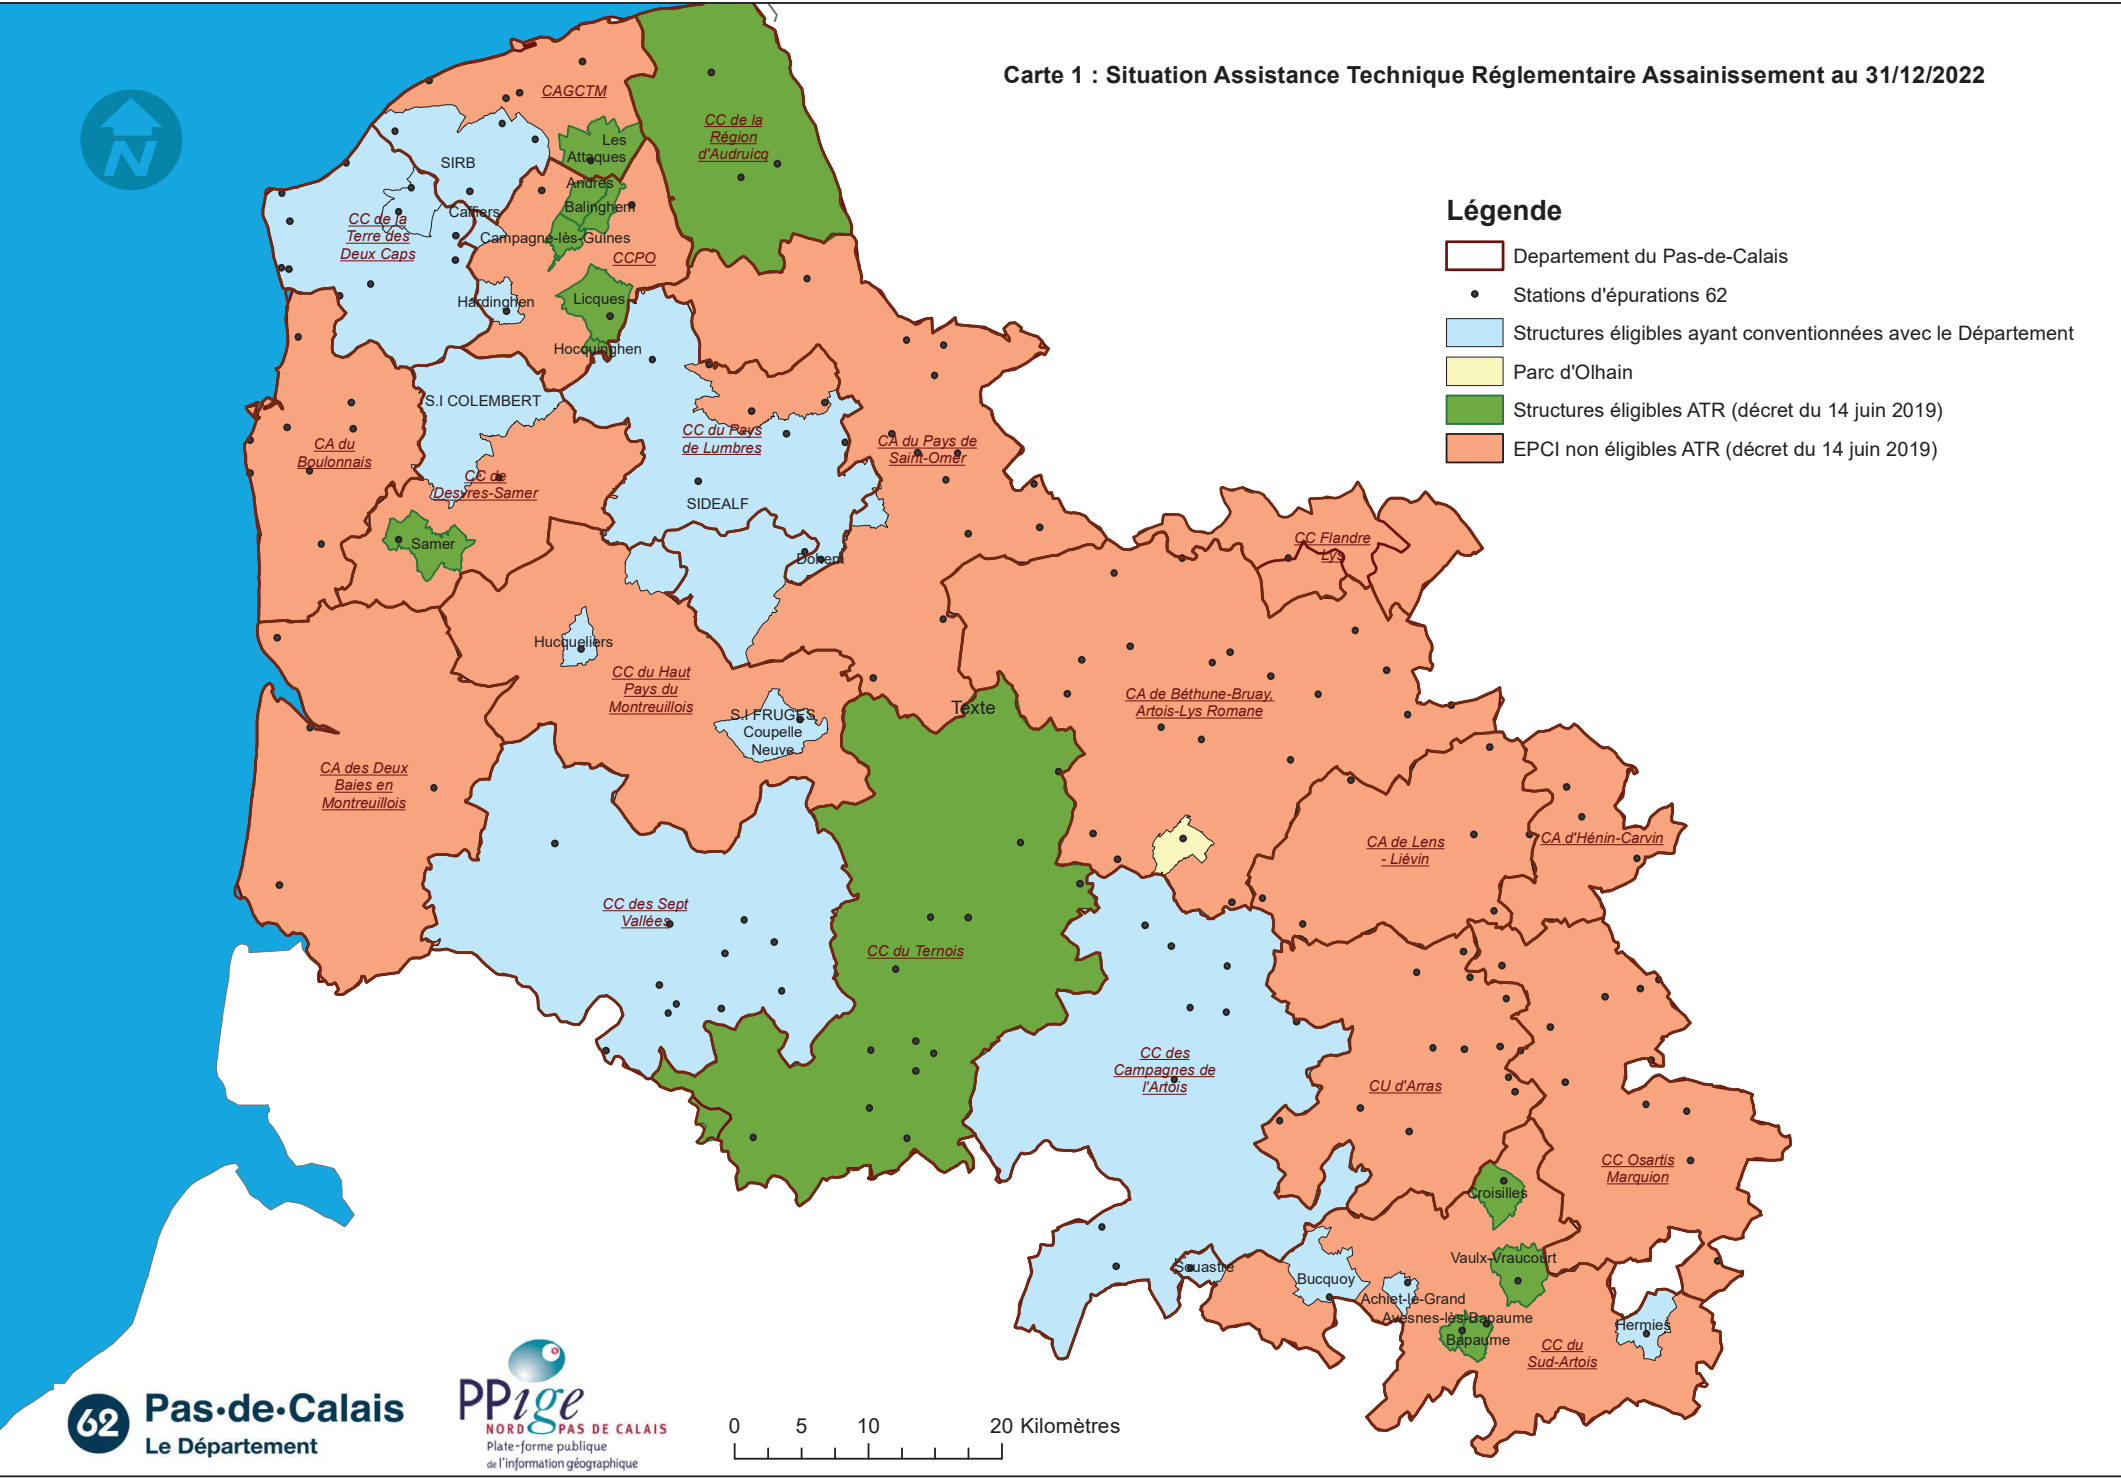 Carte 1 : Situation Assistance Technique Réglementaire Assainissement au 31/12/2022
N
CAGCTM
CC de la
Région
d'Audruicq
Les
Attaques
SIRB
Andres
Balinghem
Caffiers
CC de la
Terre des
Deux Caps
Campagne-lès-Guines
CCPO
Hardinghen
Licques
Hocquinghen
S.I COLEMBERT
CA du
Boulonnais
CC du Pays
de Lumbres
CA du Pays de
Saint-Omer
CC de
Desvres-Samer
SIDEALF
Samer
Dohem
CC Flandre
Lys
Hucqueliers
CC du Haut
Pays du
Montreuillois
S.I FRUGES
Coupelle
Neuve
Texte
CA de Béthune-Bruay,
Artois-Lys Romane
CA des Deux
Baies en
Montreuillois
CA de Lens
- Liévin
CA d'Hénin-Carvin
CC des Sept
Vallées
CC du Ternois
CC des
Campagnes de
l'Artois
CU d'Arras
CC Osartis
Marquion
Croisilles
Vaulx-Vraucourt
Souastre
Bucquoy
Achiet-le-Grand
Avesnes-lès-Bapaume
Bapaume
Hermies
CC du
Sud-Artois
Légende
Departement du Pas-de-Calais
Stations d'épurations 62
Structures éligibles ayant conventionnées avec le Département
Parc d'Olhain
Structures éligibles ATR (décret du 14 juin 2019)
EPCI non éligibles ATR (décret du 14 juin 2019)
62
Pas•de•Calais
Le Département
PPige
NORD PAS DE CALAIS
Plate-forme publique
de l'information géographique
0 5 10 20 Kilomètres